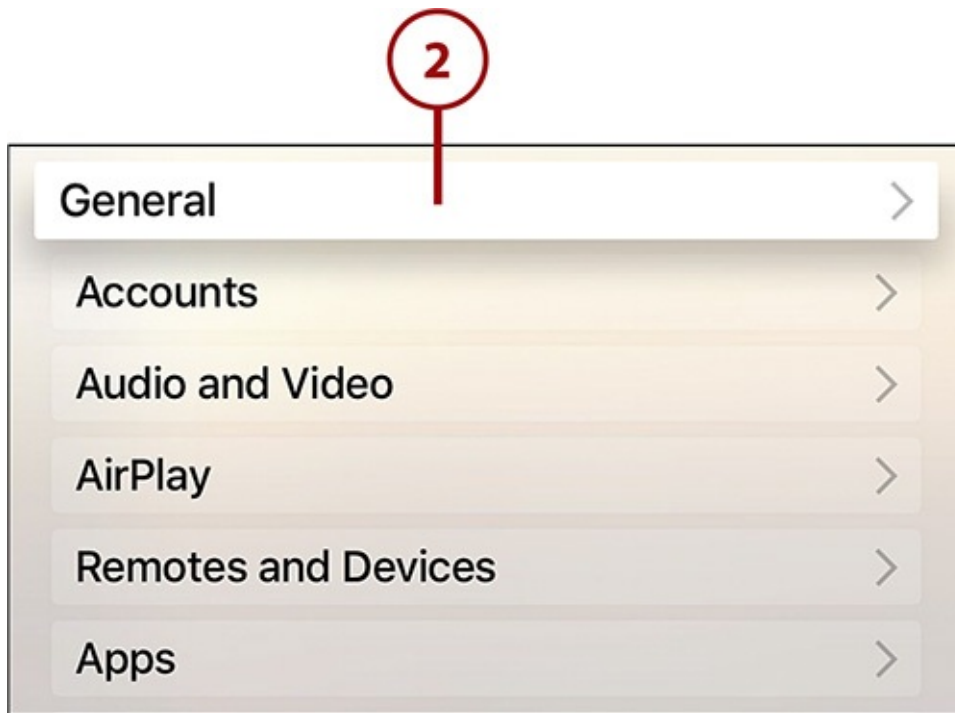 2
General
Accounts
Audio and Video
AirPlay
Remotes and Devices
Apps